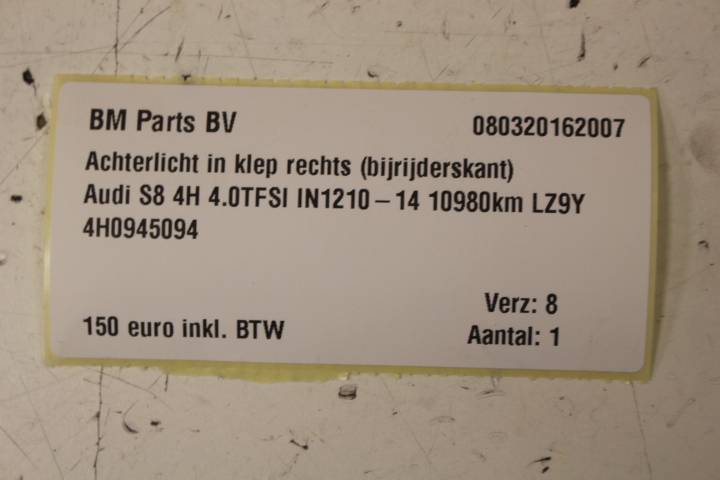 BM Parts BV 080320162007
Achterlicht in klep rechts (bijrijderskant)
Audi S8 4H 4.0TFSI IN1210 – 14 10980km LZ9Y
4H0945094
Verz: 8
150 euro inkl. BTW Aantal: 1